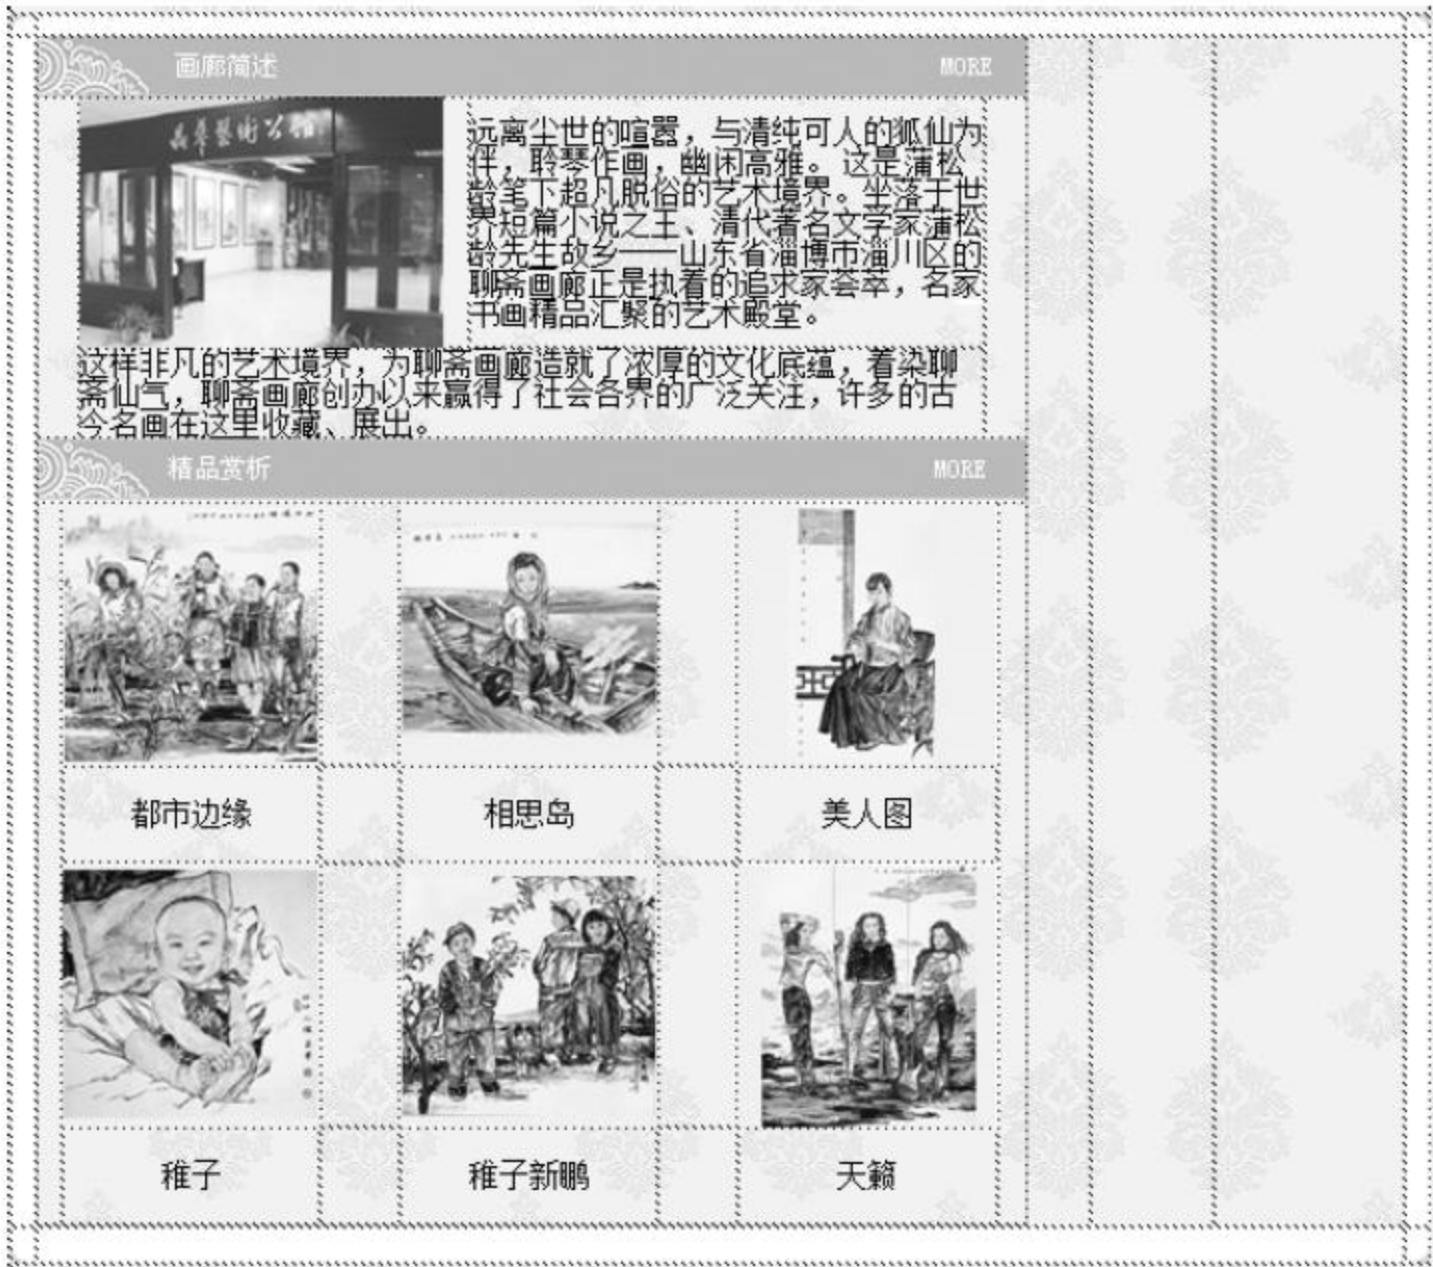 画廊简述 MORE
艺术公馆
远离尘世的喧嚣，与清纯可人的狐仙为
伴，聆琴作画，幽闲高雅。 这是蒲松
龄笔下超凡脱俗的艺术境界。坐落于世
界短篇小说之王、清代著名文学家蒲松
龄先生故乡——山东省淄博市淄川区的
聊斋画廊正是执着的追求家荟萃，名家
书画精品汇聚的艺术殿堂。
这样非凡的艺术境界，为聊斋画廊造就了浓厚的文化底蕴，着染聊
斋仙气，聊斋画廊创办以来赢得了社会各界的广泛关注，许多的古
今名画在这里收藏、展出。
精品赏析 MORE
都市边缘 相思岛 美人图
稚子 稚子新鹏 天籁